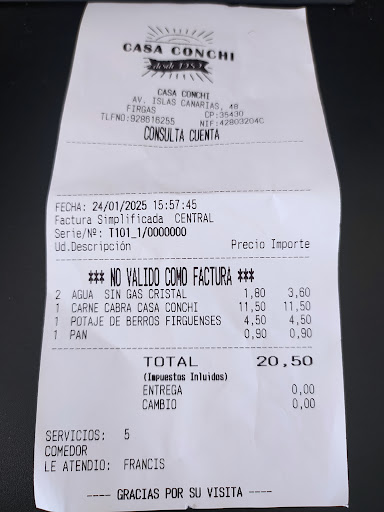 CASA CONCHI
desde 1959
CASA CONCHI
AV. ISLAS CANARIAS, 48
FIRGAS CP:35430
TLFNO:928616255 NIF:42803204C
CONSULTA CUENTA
FECHA: 24/01/2025 15:57:45
Factura Simplificada CENTRAL
Serie/Nº: T101_1/0000000
Ud.Descripción Precio Importe
*** NO VALIDO COMO FACTURA ***
2 AGUA SIN GAS CRISTAL 1,80 3,60
1 CARNE CABRA CASA CONCHI 11,50 11,50
1 POTAJE DE BERROS FIRGUENSES 4,50 4,50
1 PAN 0,90 0,90
TOTAL 20,50
(Impuestos Inluidos)
ENTREGA 0,00
CAMBIO 0,00
SERVICIOS: 5
COMEDOR
LE ATENDIO: FRANCIS
---- GRACIAS POR SU VISITA ----